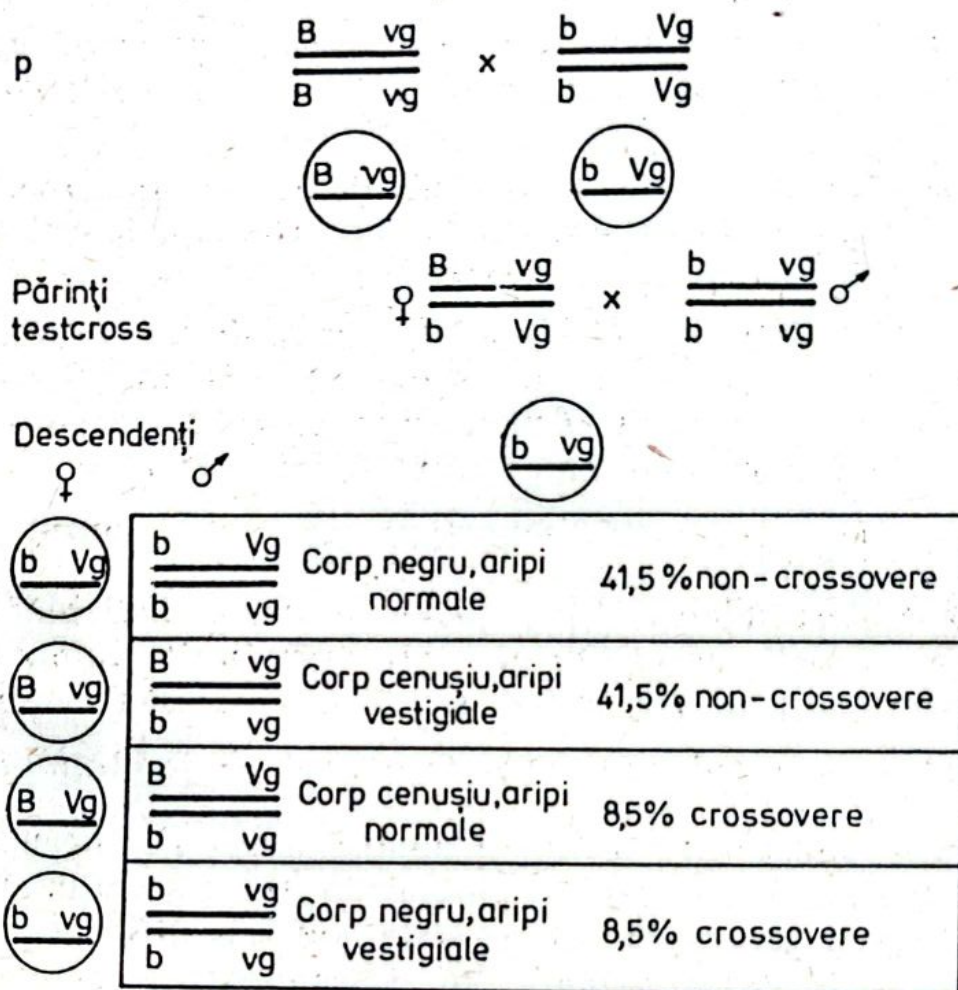 B vg b Vg
p x
B vg b Vg
B vg b Vg
B vg b vg
Părinţi ♀ x ♂
testcross b Vg b vg
Descendenţi
b vg
♀ ♂
b Vg b Vg Corp negru, aripi 41,5 % non-crossovere
b vg normale
B vg B vg Corp cenuşiu, aripi 41,5% non-crossovere
b vg vestigiale
B Vg B Vg Corp cenuşiu, aripi 8,5% crossovere
b vg normale
b vg b vg Corp negru, aripi 8,5% crossovere
b vg vestigiale